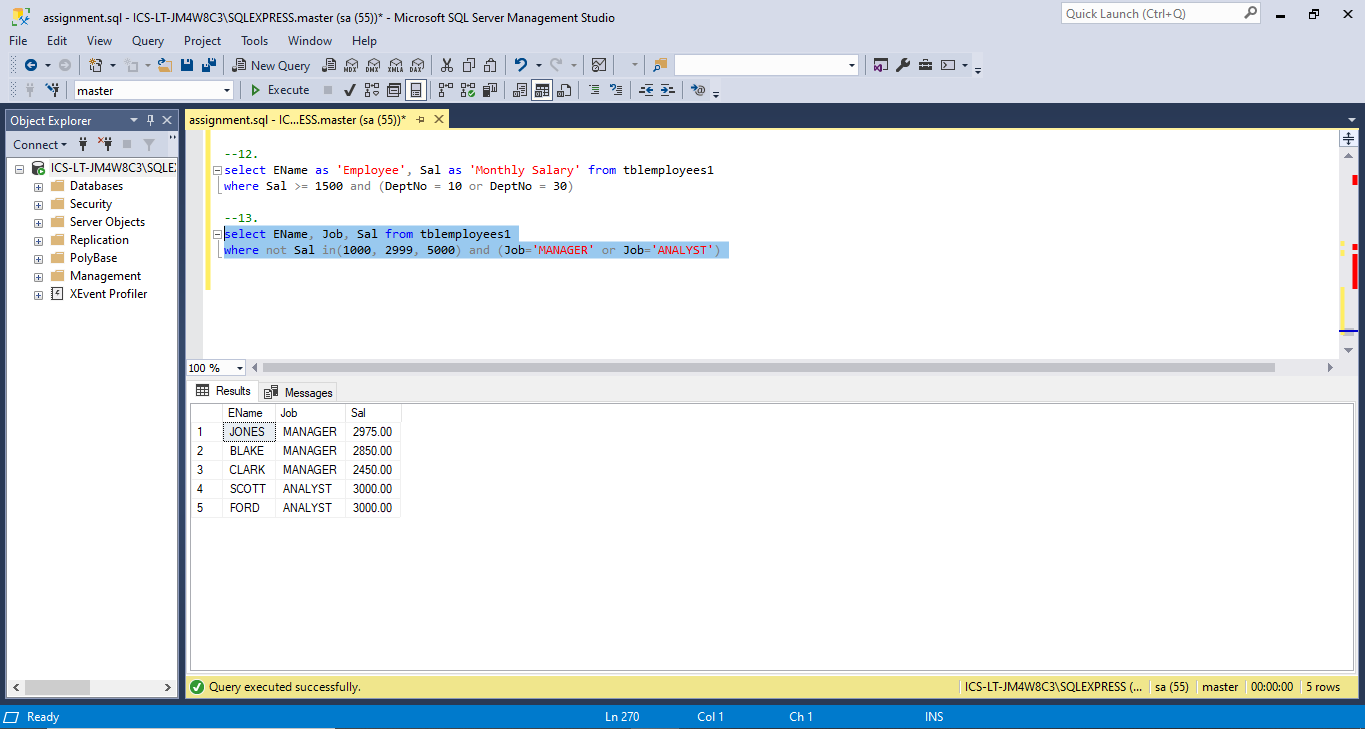 assignment.sql - ICS-LT-JM4W8C3\SQLEXPRESS.master (sa (55))* - Microsoft SQL Server Management Studio
Quick Launch (Ctrl+Q)
File Edit View Query Project Tools Window Help
New Query MDX DMX XMLA DAX
master Execute
Object Explorer
assignment.sql - IC...ESS.master (sa (55))*
Connect
ICS-LT-JM4W8C3\SQLEX
Databases
Security
Server Objects
Replication
PolyBase
Management
XEvent Profiler
--12.
select EName as 'Employee', Sal as 'Monthly Salary' from tblemployees1
where Sal >= 1500 and (DeptNo = 10 or DeptNo = 30)
--13.
select EName, Job, Sal from tblemployees1
where not Sal in(1000, 2999, 5000) and (Job='MANAGER' or Job='ANALYST')
100 %
Results Messages
EName Job Sal
1 JONES MANAGER 2975.00
2 BLAKE MANAGER 2850.00
3 CLARK MANAGER 2450.00
4 SCOTT ANALYST 3000.00
5 FORD ANALYST 3000.00
Query executed successfully. ICS-LT-JM4W8C3\SQLEXPRESS (... sa (55) master 00:00:00 5 rows
Ready Ln 270 Col 1 Ch 1 INS